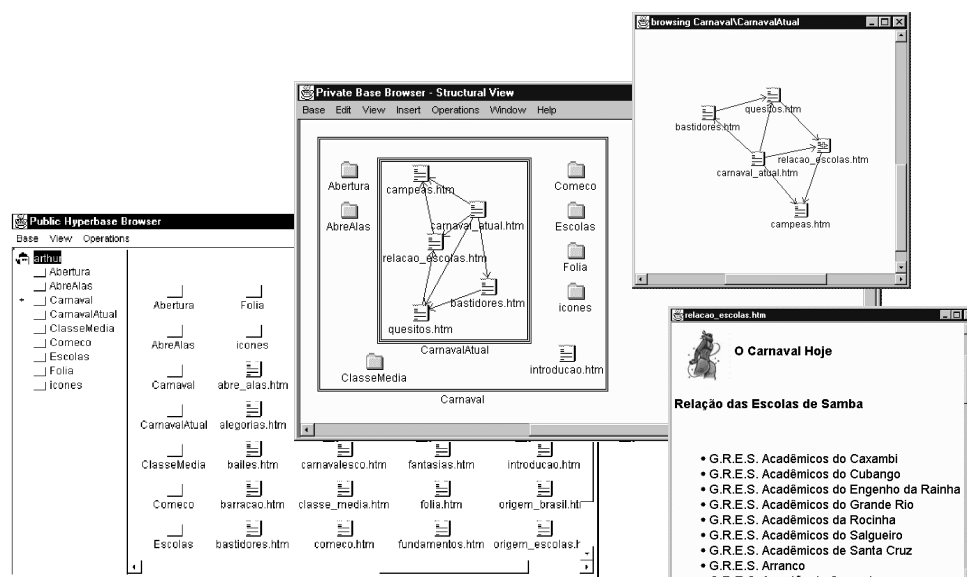 browsing Carnaval\CarnavalAtual
quesitos.htm
bastidores.htm
relacao_escolas.htm
carnaval_atual.htm
campeas.htm
Private Base Browser - Structural View
Base Edit View Insert Operations Window Help
Abertura
campeas.htm
Comeco
AbreAlas
carnaval_atual.htm
Escolas
relacao_escolas.htm
Folia
bastidores.htm
icones
quesitos.htm
CarnavalAtual
ClasseMedia
introducao.htm
Carnaval
Public Hyperbase Browser
Base View Operations
arthur
Abertura
AbreAlas
Carnaval
CarnavalAtual
ClasseMedia
Comeco
Escolas
Folia
icones
Abertura Folia
AbreAlas icones
Carnaval abre_alas.htm
CarnavalAtual alegorias.htm
ClasseMedia bailes.htm carnavalesco.htm fantasias.htm introducao.htm
Comeco barracao.htm classe_media.htm folia.htm origem_brasil.htm
Escolas bastidores.htm comeco.htm fundamentos.htm origem_escolas.h
relacao_escolas.htm
O Carnaval Hoje
Relação das Escolas de Samba
• G.R.E.S. Acadêmicos do Caxambi
• G.R.E.S. Acadêmicos do Cubango
• G.R.E.S. Acadêmicos do Engenho da Rainha
• G.R.E.S. Acadêmicos do Grande Rio
• G.R.E.S. Acadêmicos da Rocinha
• G.R.E.S. Acadêmicos do Salgueiro
• G.R.E.S. Acadêmicos de Santa Cruz
• G.R.E.S. Arranco